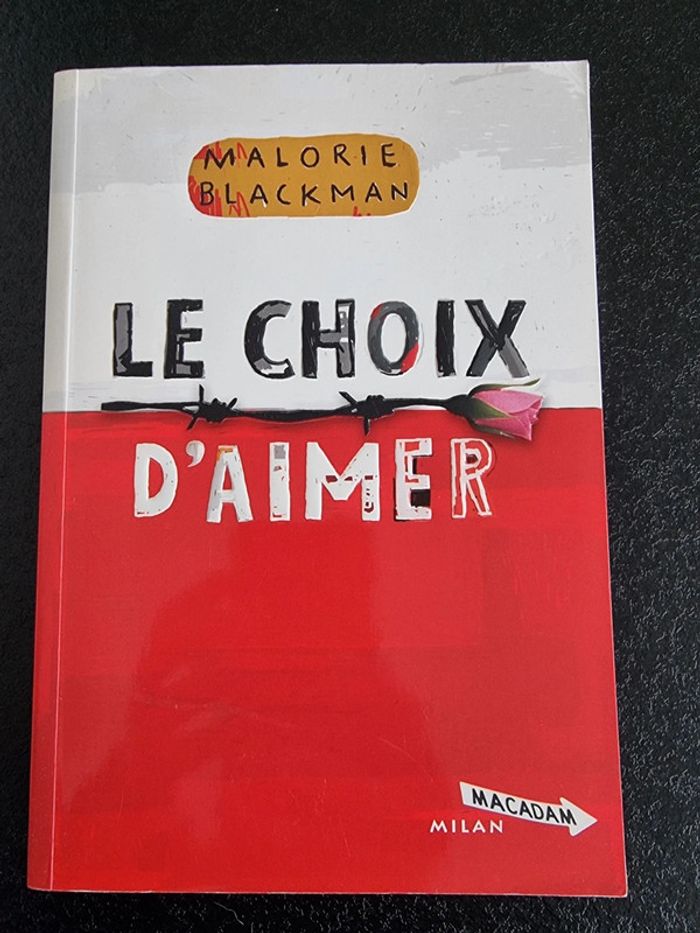 MALORIE
BLACKMAN
LE CHOIX
D'AIMER
MACADAM
MILAN